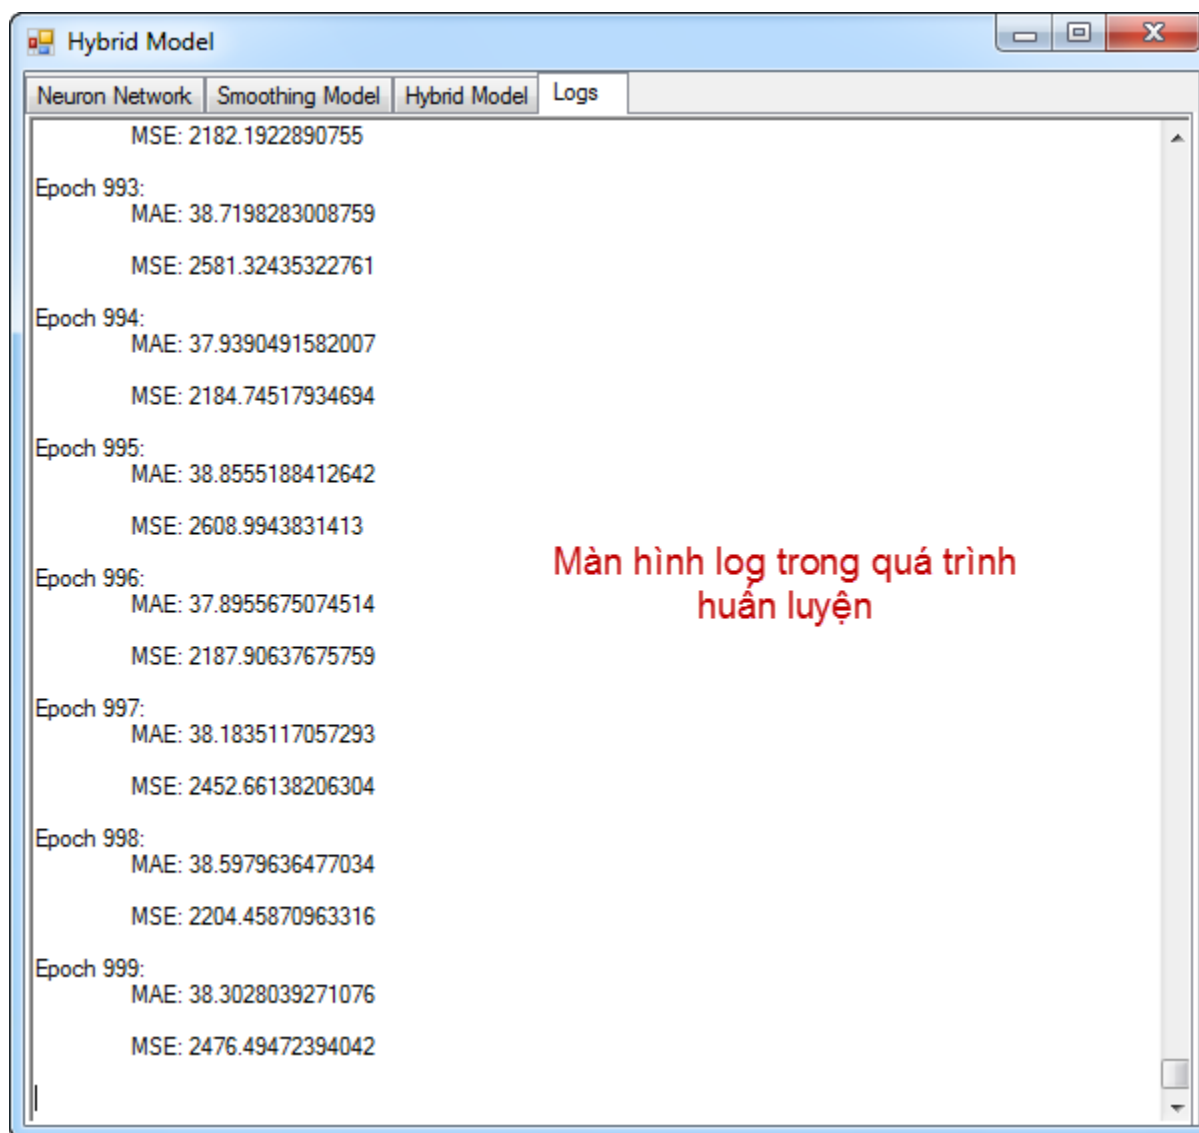 Hybrid Model
Neuron Network Smoothing Model Hybrid Model Logs
MSE: 2182.1922890755
Epoch 993:
MAE: 38.7198283008759
MSE: 2581.32435322761
Epoch 994:
MAE: 37.9390491582007
MSE: 2184.74517934694
Epoch 995:
MAE: 38.8555188412642
MSE: 2608.9943831413
Epoch 996:
MAE: 37.8955675074514
MSE: 2187.90637675759
Epoch 997:
MAE: 38.1835117057293
MSE: 2452.66138206304
Epoch 998:
MAE: 38.5979636477034
MSE: 2204.45870963316
Epoch 999:
MAE: 38.3028039271076
MSE: 2476.49472394042
Màn hình log trong quá trình
huấn luyện